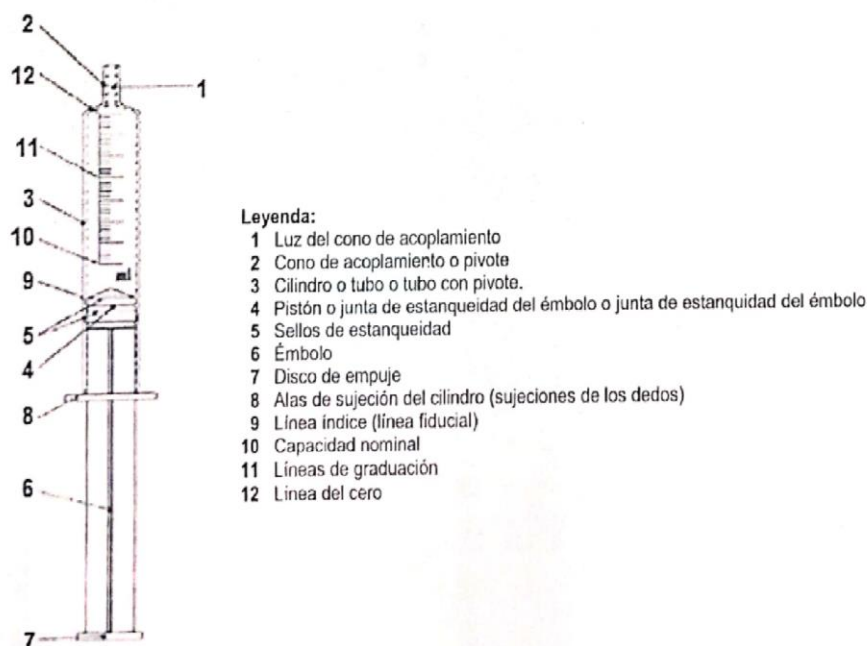 2
12
1
11
3
10
9
5
4
8
6
7
ml
Leyenda:
1 Luz del cono de acoplamiento
2 Cono de acoplamiento o pivote
3 Cilindro o tubo o tubo con pivote.
4 Pistón o junta de estanqueidad del émbolo o junta de estanquidad del émbolo
5 Sellos de estanqueidad
6 Émbolo
7 Disco de empuje
8 Alas de sujeción del cilindro (sujeciones de los dedos)
9 Línea índice (línea fiducial)
10 Capacidad nominal
11 Líneas de graduación
12 Linea del cero